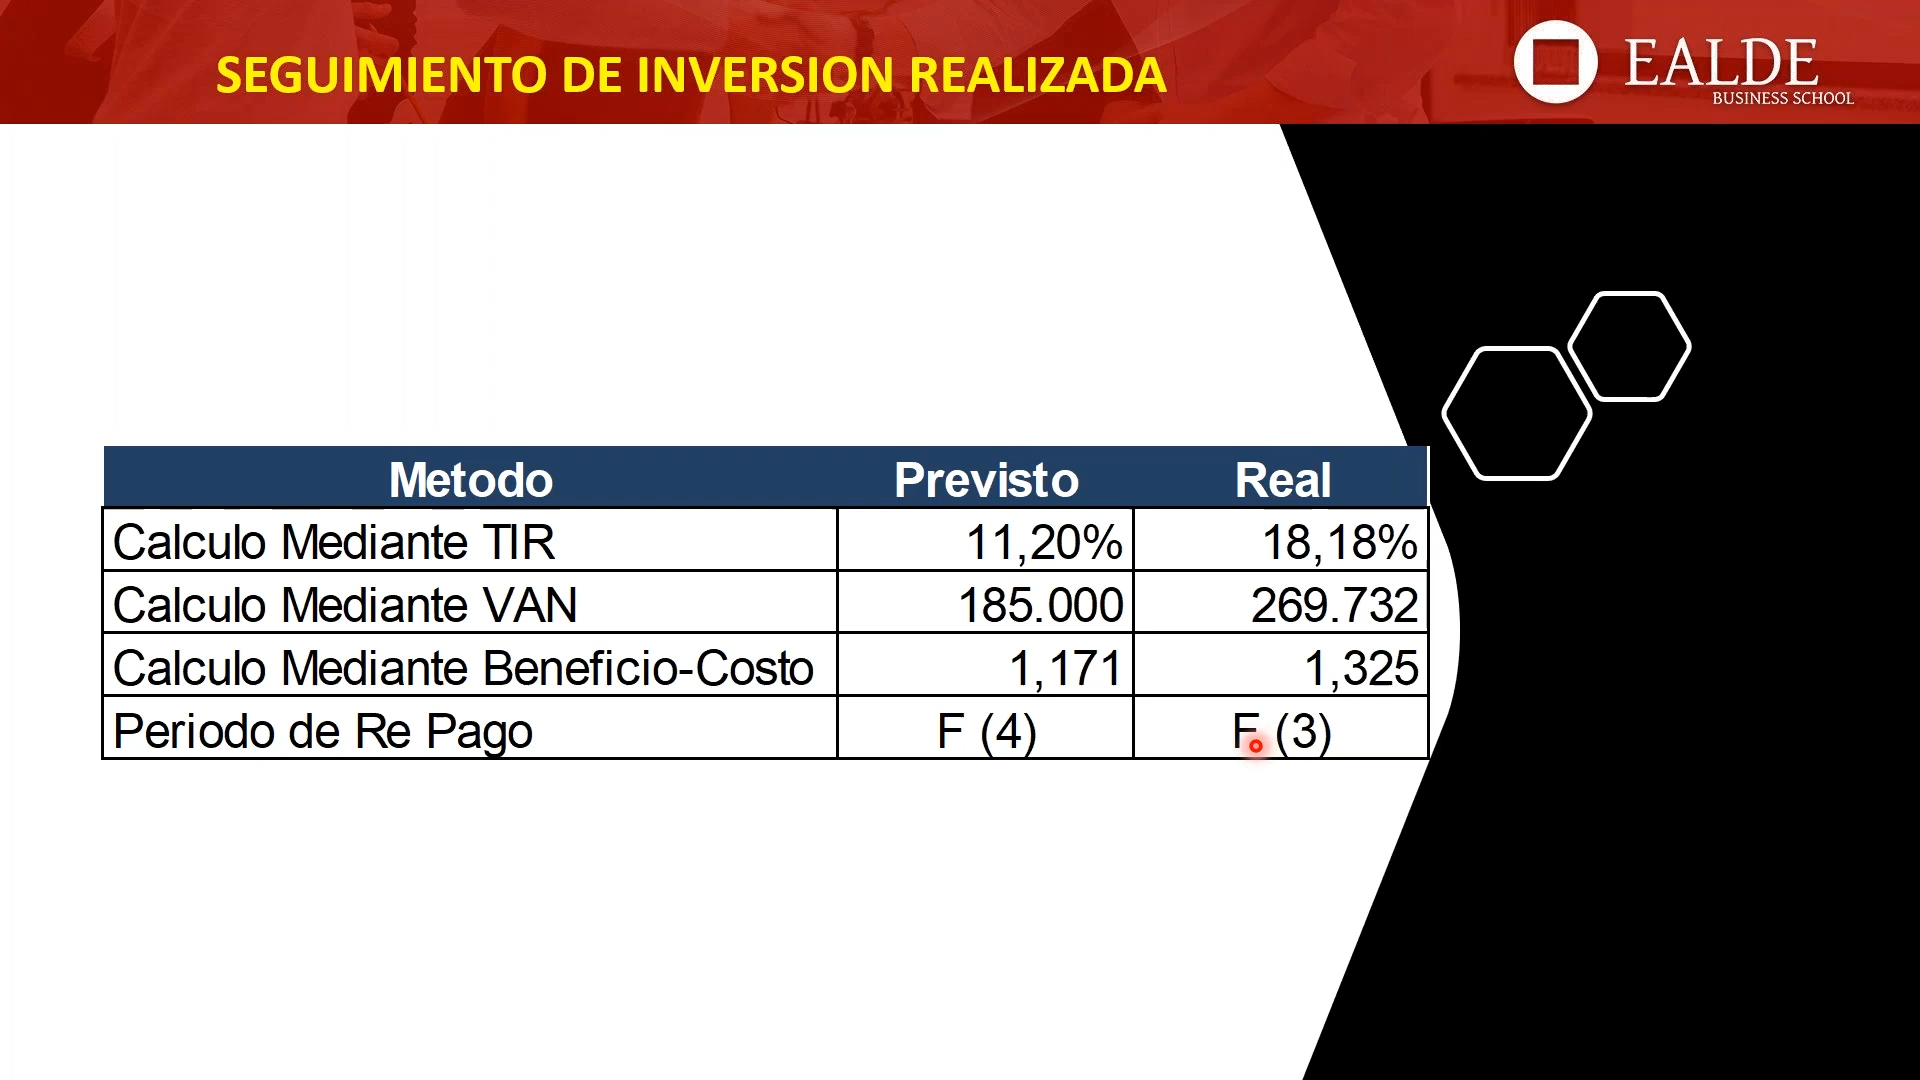 SEGUIMIENTO DE INVERSION REALIZADA
EALDE
BUSINESS SCHOOL
Metodo Previsto Real
Calculo Mediante TIR 11,20% 18,18%
Calculo Mediante VAN 185.000 269.732
Calculo Mediante Beneficio-Costo 1,171 1,325
Periodo de Re Pago F (4) F (3)